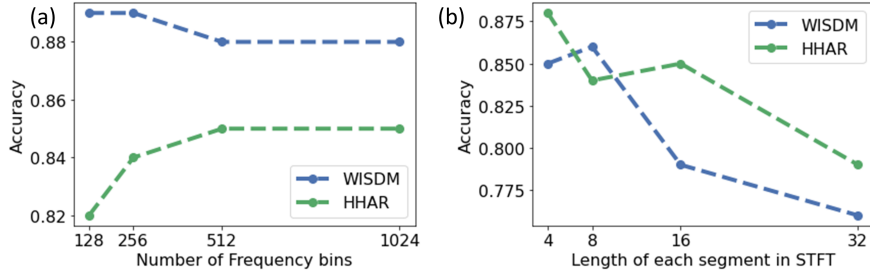 (a)
Accuracy
0.88
0.86
0.84
0.82
WISDM
HHAR
128 256 512 1024
Number of Frequency bins
(b)
Accuracy
0.875
0.850
0.825
0.800
0.775
WISDM
HHAR
4 8 16 32
Length of each segment in STFT